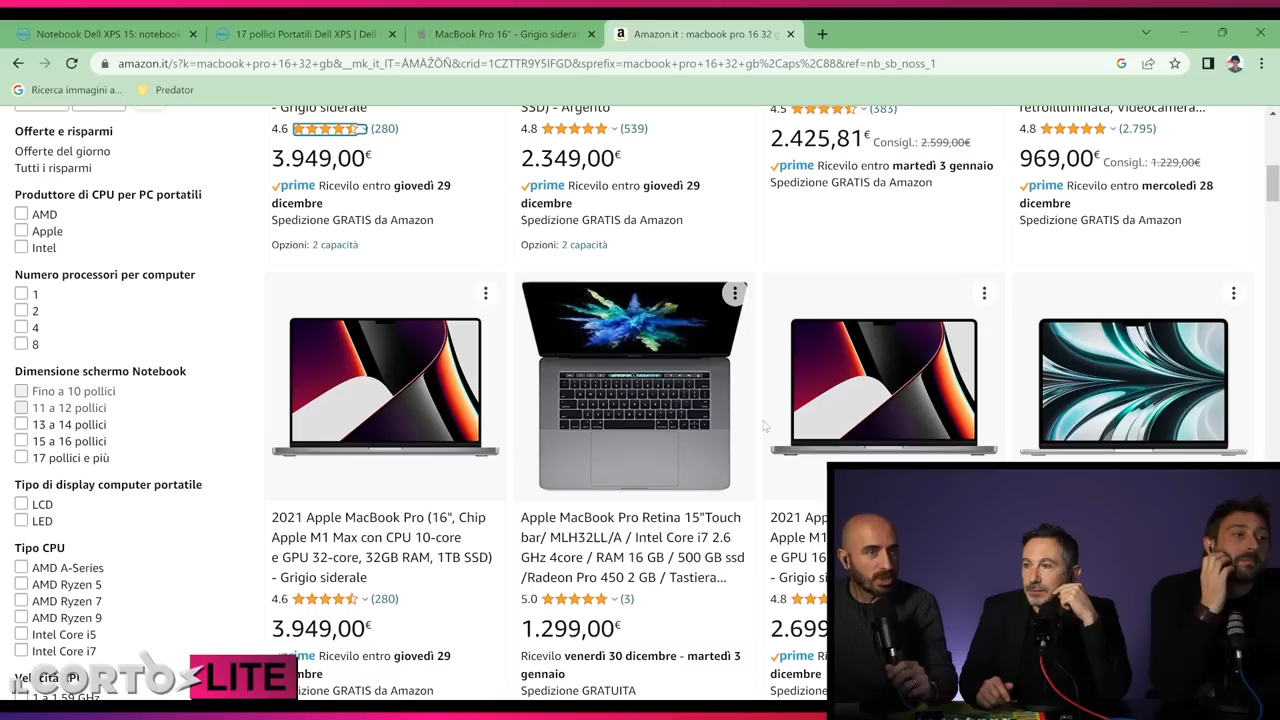 Notebook Dell XPS 15: notebook
17 pollici Portatili Dell XPS | Dell
MacBook Pro 16" - Grigio sidera
Amazon.it : macbook pro 16 32 g
amazon.it/s?k=macbook+pro+16+32+gb&__mk_it_IT=ÅMÅŽÕÑ&crid=1CZTTR9Y5IFGD&sprefix=macbook+pro+16+32+gb%2Caps%2C88&ref=nb_sb_noss_1
Ricerca immagini a...
Predator
Offerte e risparmi
Offerte del giorno
Tutti i risparmi
Produttore di CPU per PC portatili
AMD
Apple
Intel
Numero processori per computer
1
2
4
8
Dimensione schermo Notebook
Fino a 10 pollici
11 a 12 pollici
13 a 14 pollici
15 a 16 pollici
17 pollici e più
Tipo di display computer portatile
LCD
LED
Tipo CPU
AMD A-Series
AMD Ryzen 5
AMD Ryzen 7
AMD Ryzen 9
Intel Core i5
Intel Core i7
- Grigio siderale
4.6 (280)
3.949,00€
prime Ricevilo entro giovedì 29
dicembre
Spedizione GRATIS da Amazon
Opzioni: 2 capacità
SSD) - Argento
4.8 (539)
2.349,00€
prime Ricevilo entro giovedì 29
dicembre
Spedizione GRATIS da Amazon
Opzioni: 2 capacità
4.5 (383)
2.425,81€ Consigl.: 2.599,00€
prime Ricevilo entro martedì 3 gennaio
Spedizione GRATIS da Amazon
retroilluminata, Videocamera...
4.8 (2.795)
969,00€ Consigl.: 1.229,00€
prime Ricevilo entro mercoledì 28
dicembre
Spedizione GRATIS da Amazon
2021 Apple MacBook Pro (16", Chip
Apple M1 Max con CPU 10-core
e GPU 32-core, 32GB RAM, 1TB SSD)
- Grigio siderale
4.6 (280)
3.949,00€
Ricevilo entro giovedì 29
mbre
Spedizione GRATIS da Amazon
Apple MacBook Pro Retina 15"Touch
bar/ MLH32LL/A / Intel Core i7 2.6
GHz 4core / RAM 16 GB / 500 GB ssd
/Radeon Pro 450 2 GB / Tastiera...
5.0 (3)
1.299,00€
Ricevilo venerdì 30 dicembre - martedì 3
gennaio
Spedizione GRATUITA
2021 App
Apple M1
e GPU 16
- Grigio si
4.8
2.699
prime
dicembre
Spedizione
IL CORTO LITE